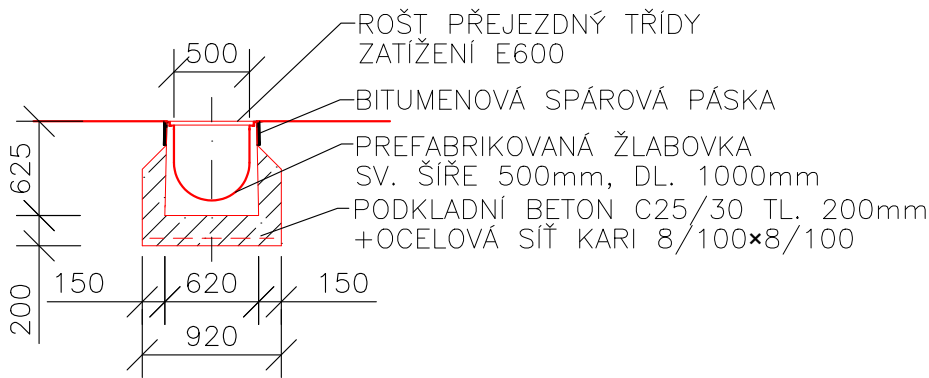 ROŠT PŘEJEZDNÝ TŘÍDY
ZATÍŽENÍ E600
500
BITUMENOVÁ SPÁROVÁ PÁSKA
PREFABRIKOVANÁ ŽLABOVKA
SV. ŠÍŘE 500mm, DL. 1000mm
625
PODKLADNÍ BETON C25/30 TL. 200mm
+OCELOVÁ SÍŤ KARI 8/100×8/100
200
150
620
150
920